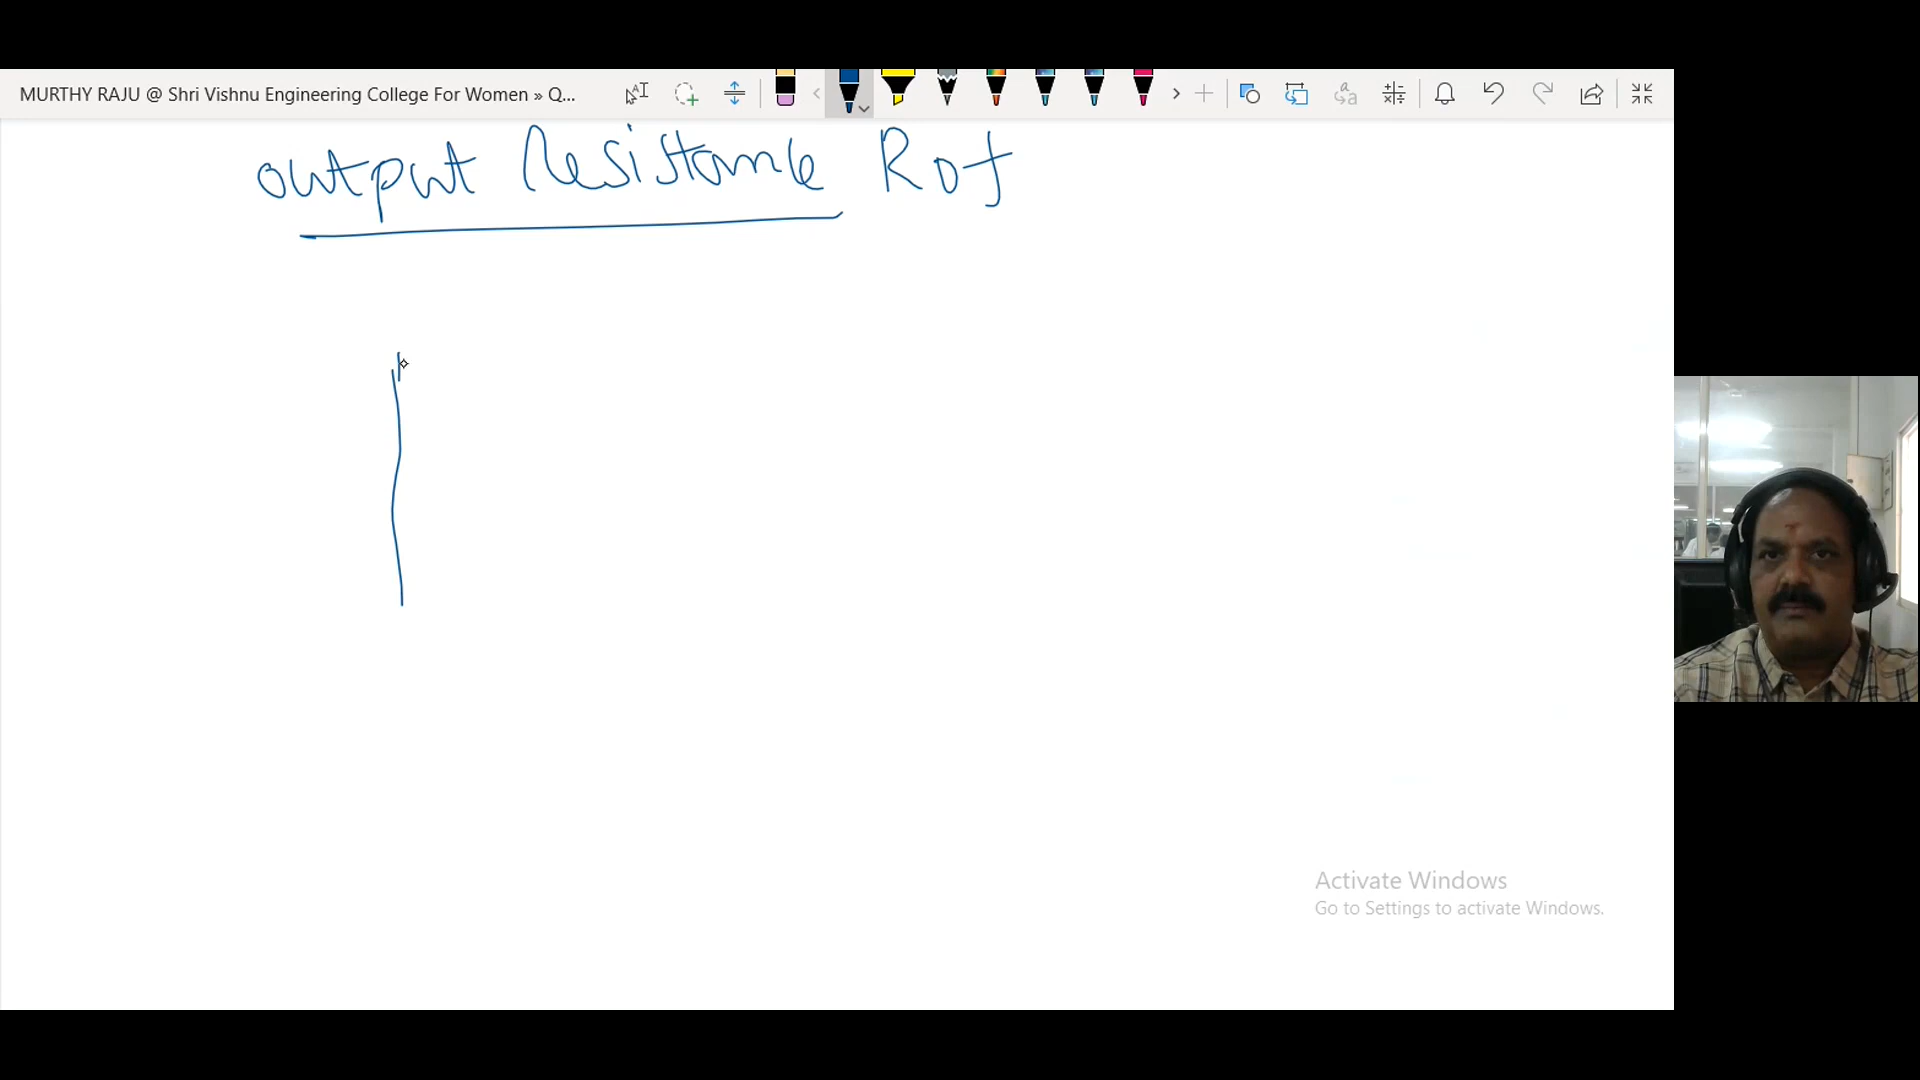 MURTHY RAJU @ Shri Vishnu Engineering College For Women » Q...
output Resistance Rof
Activate Windows
Go to Settings to activate Windows.